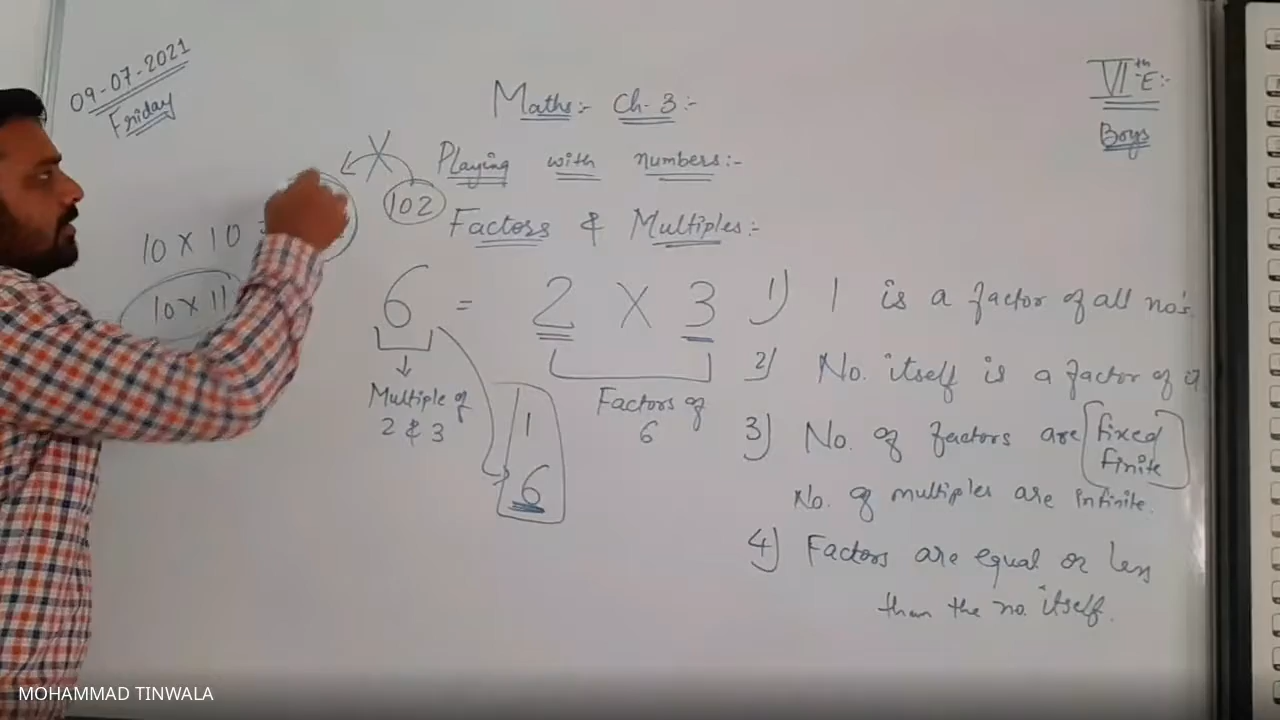 09-07-2021
Friday
Maths:- Ch-3:-
VIth-E:-
Boys
Playing with numbers:-
102
Factors & Multiples:-
10 X 10
10 X 11
6 = 2 X 3
Multiple of
2 & 3
Factors of
6
1
6
1) 1 is a factor of all no's
2) No. itself is a factor of it
3) No. of factors are fixed
finite
No. of multiples are infinite.
4) Factors are equal or less
than the no. itself.
MOHAMMAD TINWALA